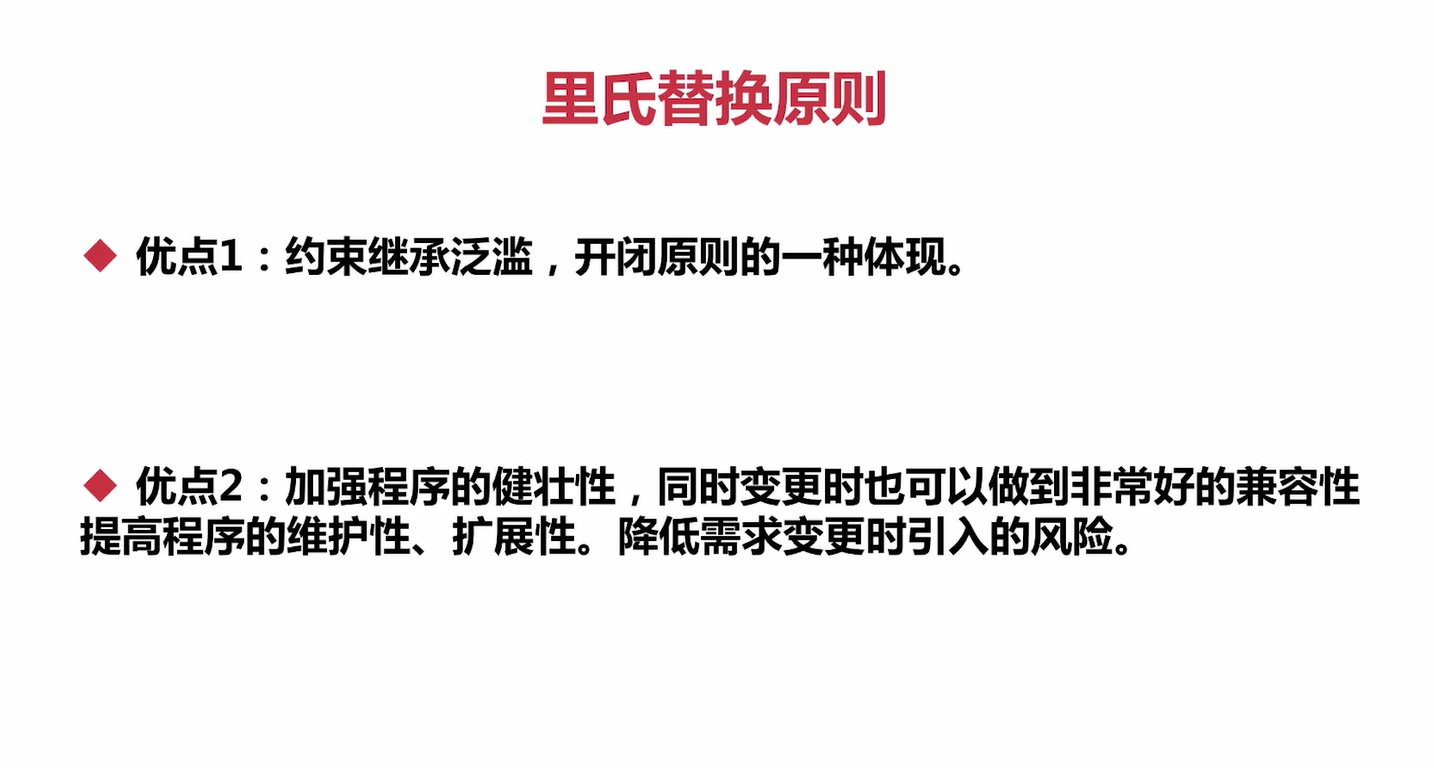 里氏替换原则
◆ 优点1：约束继承泛滥，开闭原则的一种体现。
◆ 优点2：加强程序的健壮性，同时变更时也可以做到非常好的兼容性
提高程序的维护性、扩展性。降低需求变更时引入的风险。